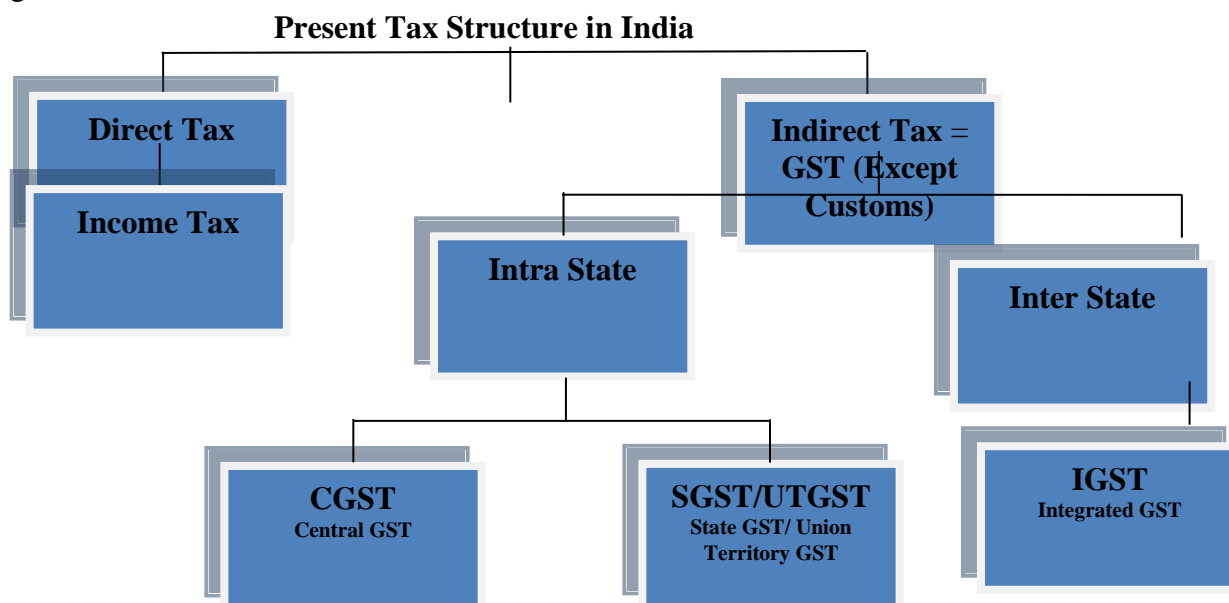 Present Tax Structure in India
Direct Tax
Income Tax
Indirect Tax =
GST (Except
Customs)
Intra State
Inter State
CGST
Central GST
SGST/UTGST
State GST/ Union
Territory GST
IGST
Integrated GST